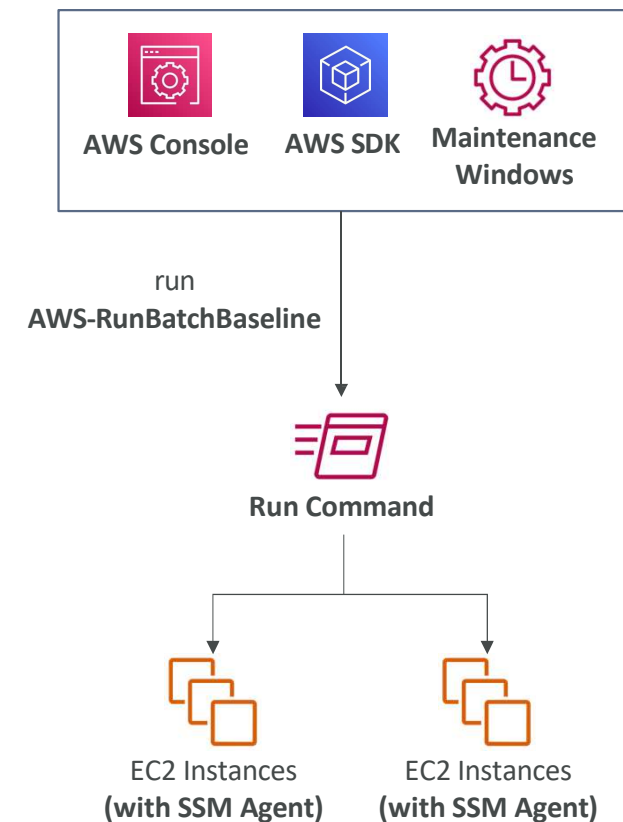 AWS Console
AWS SDK
Maintenance
Windows
run
AWS-RunBatchBaseline
Run Command
EC2 Instances
(with SSM Agent)
EC2 Instances
(with SSM Agent)